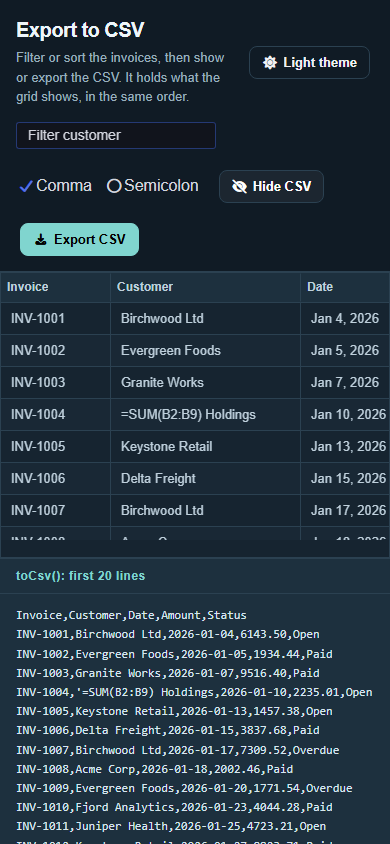 Export to CSV
Filter or sort the invoices, then show
or export the CSV. It holds what the
grid shows, in the same order.
Light theme
Filter customer
Comma
Semicolon
Hide CSV
Export CSV
Invoice Customer Date
INV-1001 Birchwood Ltd Jan 4, 2026
INV-1002 Evergreen Foods Jan 5, 2026
INV-1003 Granite Works Jan 7, 2026
INV-1004 =SUM(B2:B9) Holdings Jan 10, 2026
INV-1005 Keystone Retail Jan 13, 2026
INV-1006 Delta Freight Jan 15, 2026
INV-1007 Birchwood Ltd Jan 17, 2026
toCsv(): first 20 lines
Invoice,Customer,Date,Amount,Status
INV-1001,Birchwood Ltd,2026-01-04,6143.50,Open
INV-1002,Evergreen Foods,2026-01-05,1934.44,Paid
INV-1003,Granite Works,2026-01-07,9516.40,Paid
INV-1004,'=SUM(B2:B9) Holdings,2026-01-10,2235.01,Open
INV-1005,Keystone Retail,2026-01-13,1457.38,Open
INV-1006,Delta Freight,2026-01-15,3837.68,Paid
INV-1007,Birchwood Ltd,2026-01-17,7309.52,Overdue
INV-1008,Acme Corp,2026-01-18,2002.46,Paid
INV-1009,Evergreen Foods,2026-01-20,1771.54,Overdue
INV-1010,Fjord Analytics,2026-01-23,4044.28,Paid
INV-1011,Juniper Health,2026-01-25,4723.21,Open